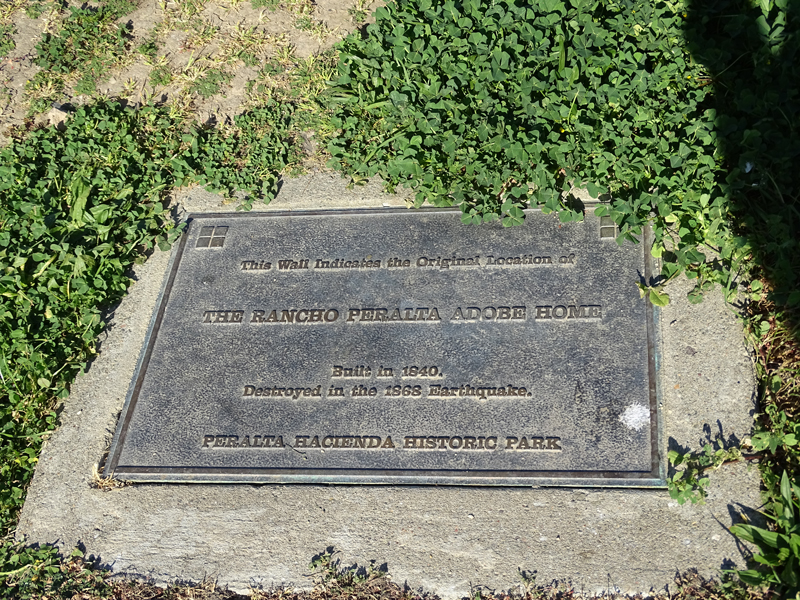 This Wall Indicates the Original Location of
THE RANCHO PERALTA ADOBE HOME
Built in 1840.
Destroyed in the 1868 Earthquake.
PERALTA HACIENDA HISTORIC PARK